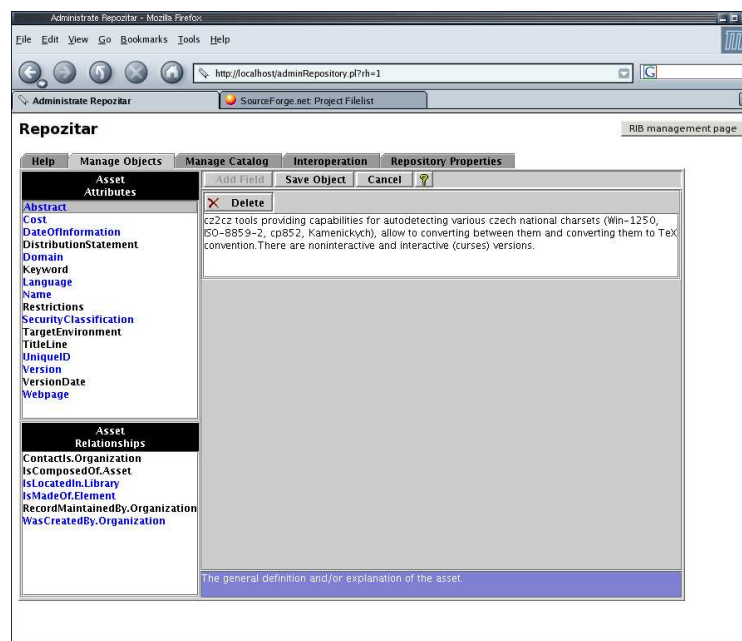 Administrate Repozitar - Mozilla Firefox
File Edit View Go Bookmarks Tools Help
http://localhost/adminRepository.pl?rh=1
G
Administrate Repozitar
SourceForge.net: Project Filelist
Repozitar
RIB management page
Help
Manage Objects
Manage Catalog
Interoperation
Repository Properties
Asset
Attributes
Add Field
Save Object
Cancel
?
Abstract
Cost
DateOfInformation
DistributionStatement
Domain
Keyword
Language
Name
Restrictions
SecurityClassification
TargetEnvironment
TitleLine
UniqueID
Version
VersionDate
Webpage
Delete
cz2cz tools providing capabilities for autodetecting various czech national charsets (Win-1250,
ISO-8859-2, cp852, Kamenickych), allow to converting between them and converting them to TeX
convention.There are noninteractive and interactive (curses) versions.
Asset
Relationships
ContactIs.Organization
IsComposedOf.Asset
IsLocatedIn.Library
IsMadeOf.Element
RecordMaintainedBy.Organization
WasCreatedBy.Organization
The general definition and/or explanation of the asset.